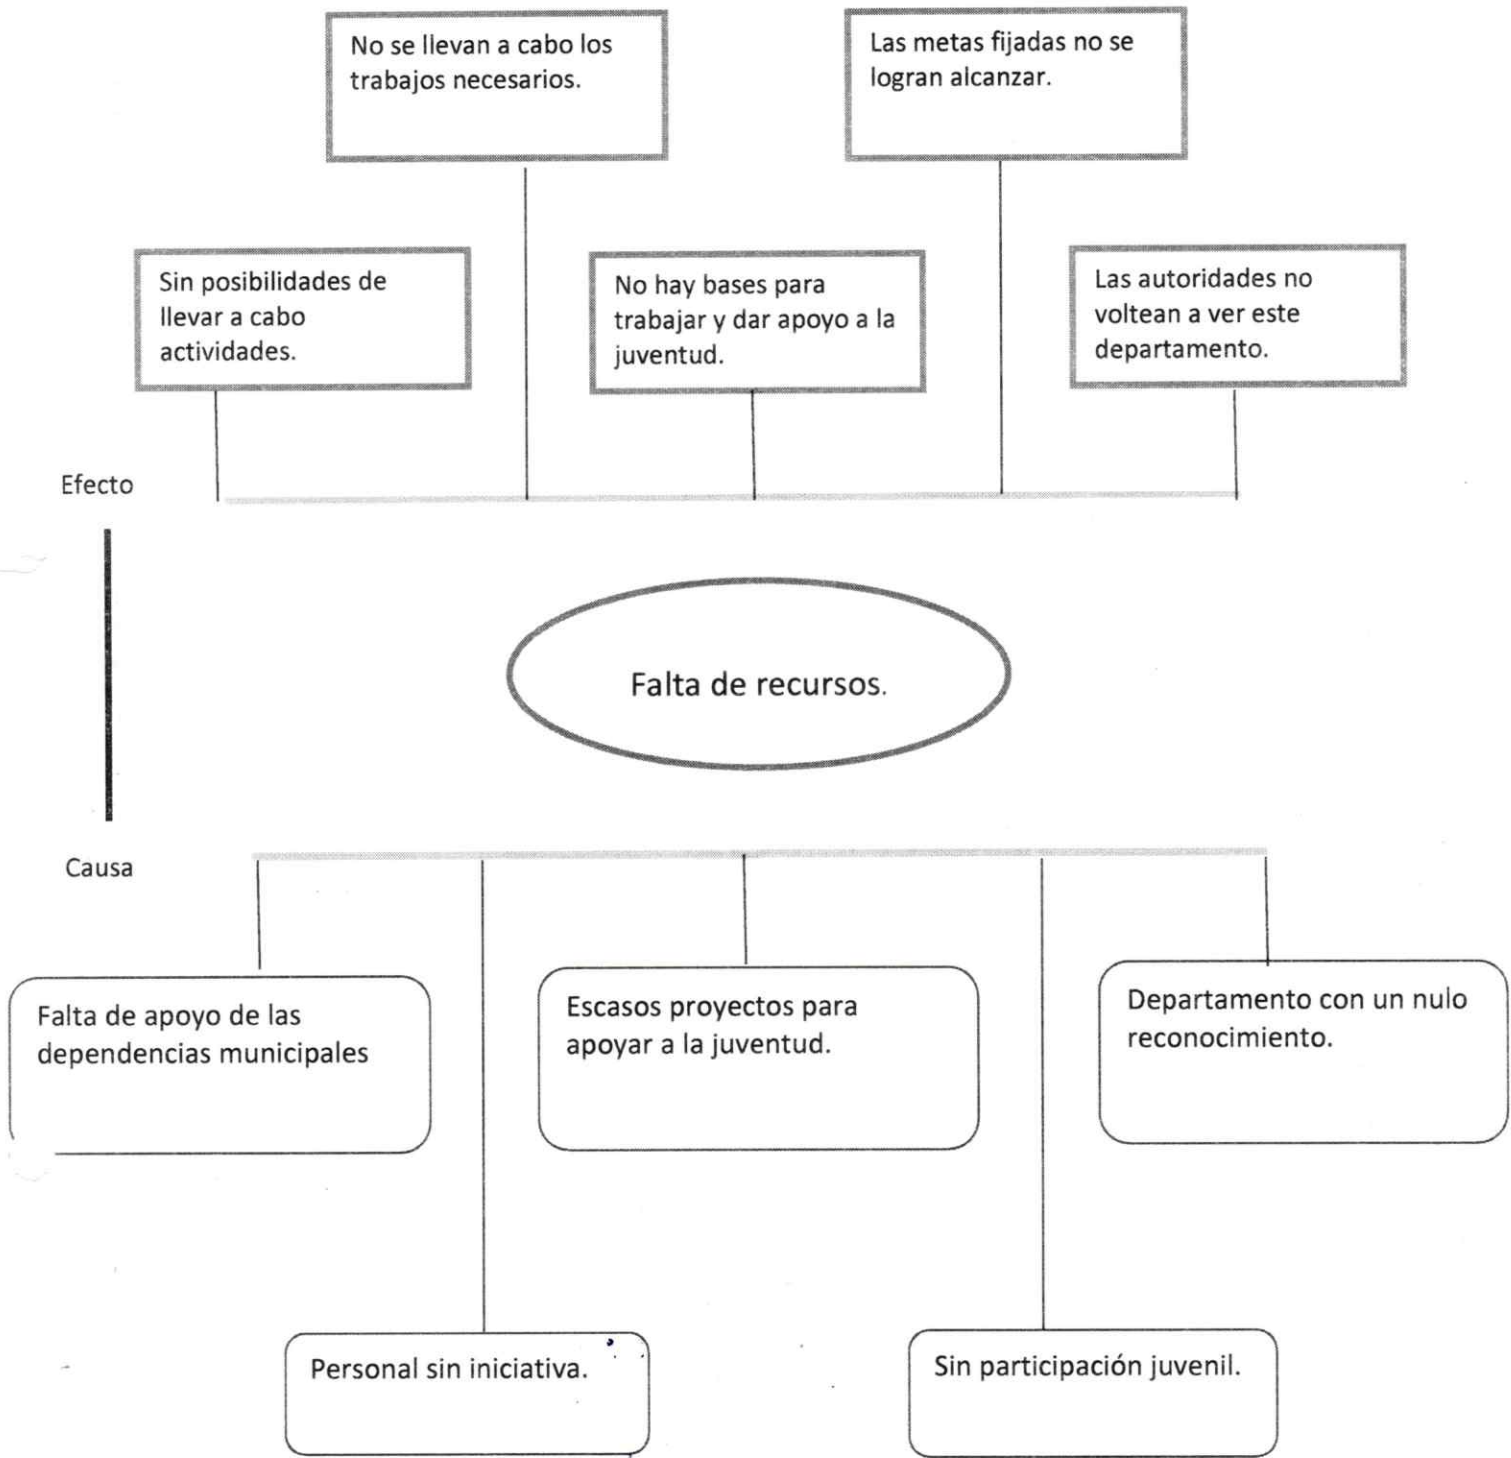 No se llevan a cabo los
trabajos necesarios.
Las metas fijadas no se
logran alcanzar.
Sin posibilidades de
llevar a cabo
actividades.
No hay bases para
trabajar y dar apoyo a la
juventud.
Las autoridades no
voltean a ver este
departamento.
Efecto
Falta de recursos.
Causa
Falta de apoyo de las
dependencias municipales
Escasos proyectos para
apoyar a la juventud.
Departamento con un nulo
reconocimiento.
Personal sin iniciativa.
Sin participación juvenil.